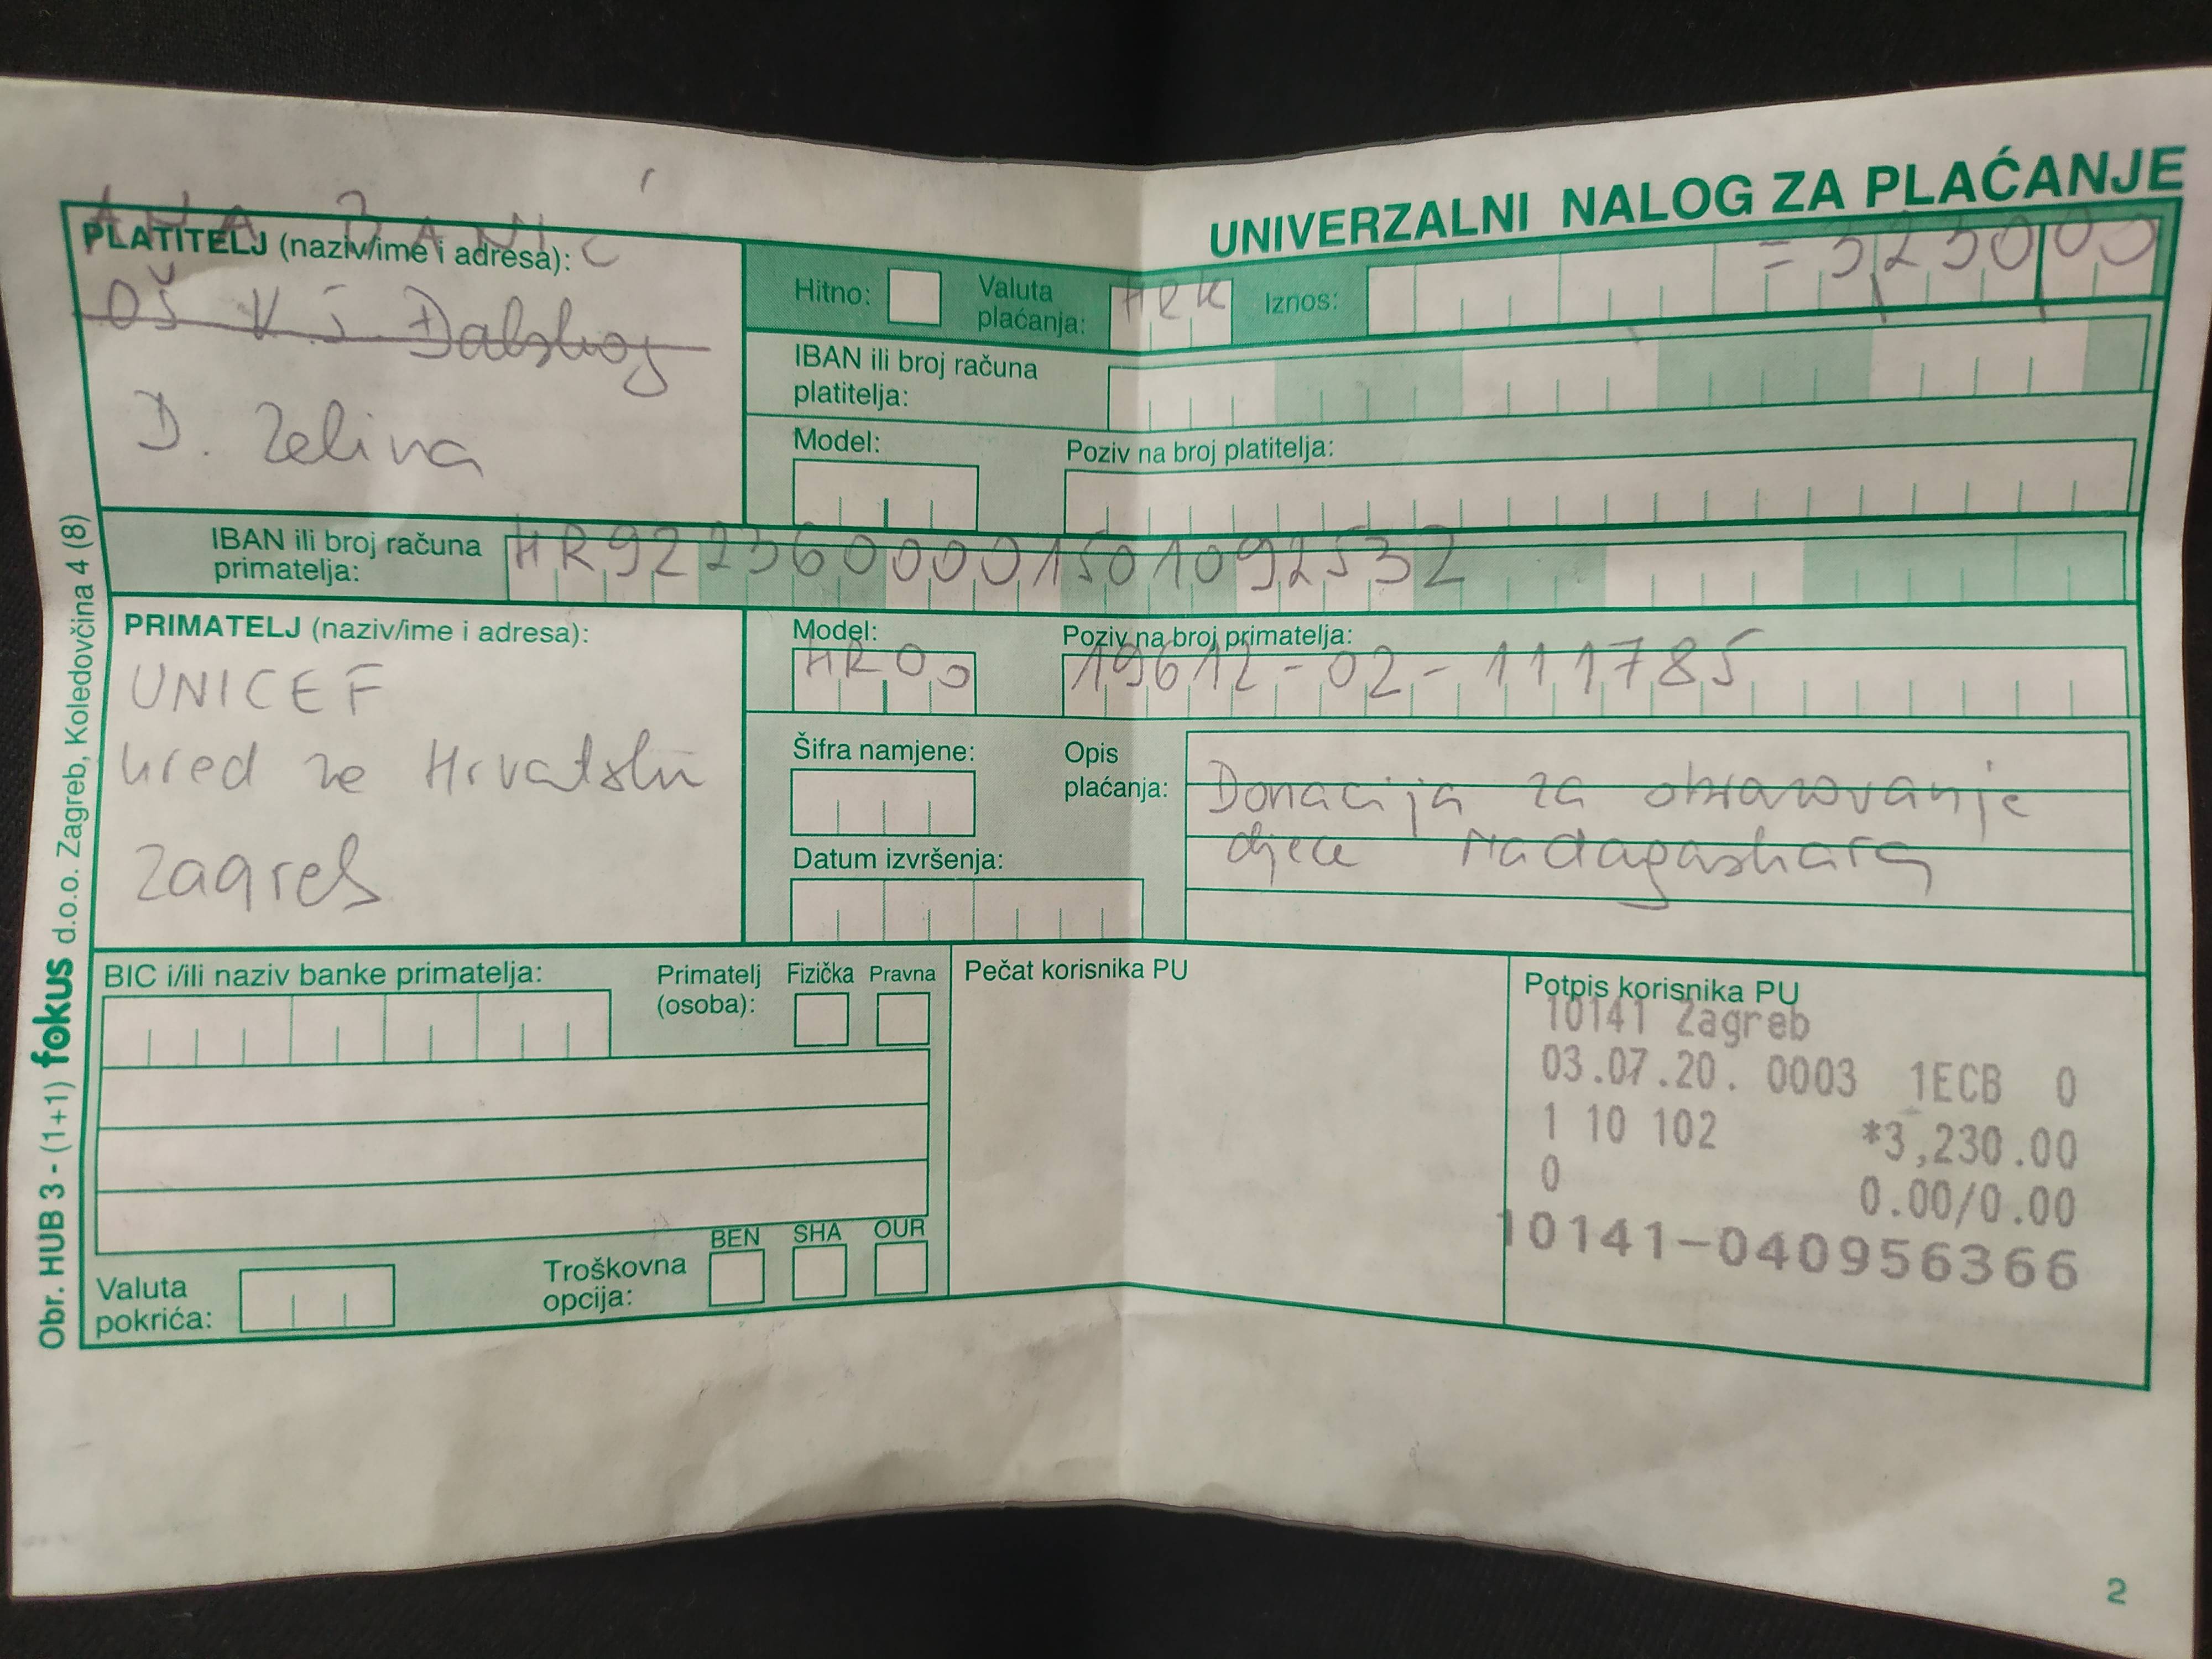 UNIVERZALNI NALOG ZA PLAĆANJE
PLATITELJ (naziv/ime i adresa):
ANA
OŠ Đalskog
D. Zelina
Hitno:
Valuta plaćanja: HRK
Iznos: =3,230,00
IBAN ili broj računa platitelja:
Model:
Poziv na broj platitelja:
IBAN ili broj računa primatelja: HR9223600001501092532
PRIMATELJ (naziv/ime i adresa):
UNICEF
Ured za Hrvatsku
Zagreb
Model: HR00
Poziv na broj primatelja: 19612-02-111785
Šifra namjene:
Opis plaćanja:
Donacija za obrazovanje
djece Madagaskara
Datum izvršenja:
BIC i/ili naziv banke primatelja:
Primatelj (osoba): Fizička Pravna
Valuta pokrića:
Troškovna opcija: BEN SHA OUR
Pečat korisnika PU
Potpis korisnika PU
10141 Zagreb
03.07.20. 0003 1ECB 0
1 10 102 *3,230.00
0 0.00/0.00
10141-040956366
Obr. HUB 3 - (1+1) fokus d.o.o. Zagreb, Koledovčina 4 (8)
2